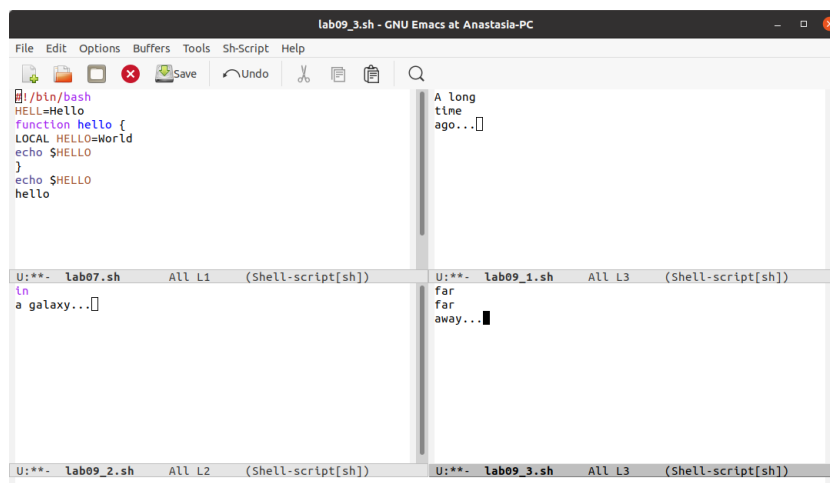 lab09_3.sh - GNU Emacs at Anastasia-PC
File Edit Options Buffers Tools Sh-Script Help
Save Undo
#!/bin/bash
HELL=Hello
function hello {
LOCAL HELLO=World
echo $HELLO
}
echo $HELLO
hello
U:**- lab07.sh All L1 (Shell-script[sh])
A long
time
ago...
U:**- lab09_1.sh All L3 (Shell-script[sh])
in
a galaxy...
U:**- lab09_2.sh All L2 (Shell-script[sh])
far
far
away...
U:**- lab09_3.sh All L3 (Shell-script[sh])